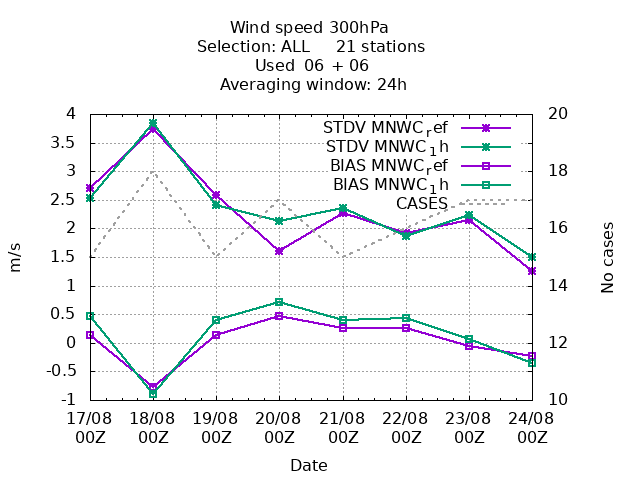 Wind speed 300hPa
Selection: ALL 21 stations
Used 06 + 06
Averaging window: 24h
4
3.5
3
2.5
2
1.5
1
0.5
0
-0.5
-1
m/s
20
18
16
14
12
10
No cases
STDV MNWC_ref
STDV MNWC_1h
BIAS MNWC_ref
BIAS MNWC_1h
CASES
17/08 18/08 19/08 20/08 21/08 22/08 23/08 24/08
00Z 00Z 00Z 00Z 00Z 00Z 00Z 00Z
Date